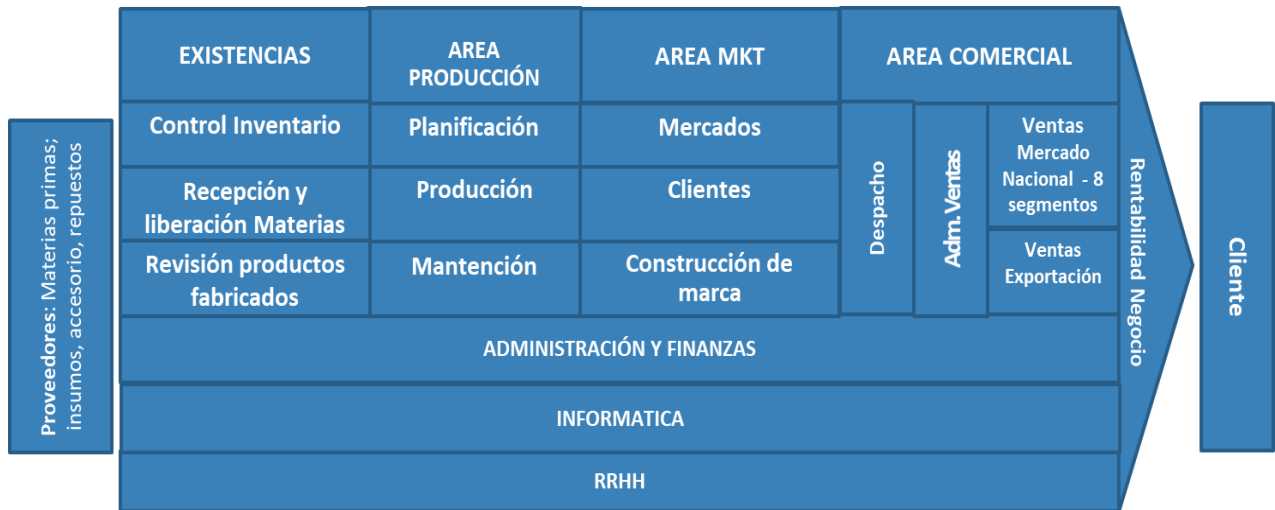 EXISTENCIAS
AREA
PRODUCCIÓN
AREA MKT
AREA COMERCIAL
Proveedores: Materias primas;
insumos, accesorio, repuestos
Control Inventario
Planificación
Mercados
Recepción y
liberación Materias
Producción
Clientes
Revisión productos
fabricados
Mantención
Construcción de
marca
Despacho
Adm. Ventas
Ventas
Mercado
Nacional - 8
segmentos
Ventas
Exportación
Rentabilidad Negocio
Cliente
ADMINISTRACIÓN Y FINANZAS
INFORMATICA
RRHH